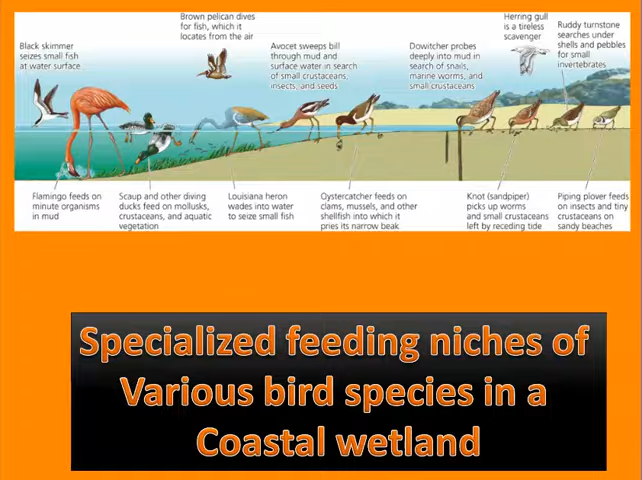 Brown pelican dives
for fish, which it
locates from the air
Herring gull
is a tireless
scavenger
Ruddy turnstone
searches under
shells and pebbles
for small
invertebrates
Black skimmer
seizes small fish
at water surface
Avocet sweeps bill
through mud and
surface water in search
of small crustaceans,
insects, and seeds
Dowitcher probes
deeply into mud in
search of snails,
marine worms, and
small crustaceans
Flamingo feeds on
minute organisms
in mud
Scaup and other diving
ducks feed on mollusks,
crustaceans, and aquatic
vegetation
Louisiana heron
wades into water
to seize small fish
Oystercatcher feeds on
clams, mussels, and other
shellfish into which it
pries its narrow beak
Knot (sandpiper)
picks up worms
and small crustaceans
left by receding tide
Piping plover feeds
on insects and tiny
crustaceans on
sandy beaches
Specialized feeding niches of
Various bird species in a
Coastal wetland